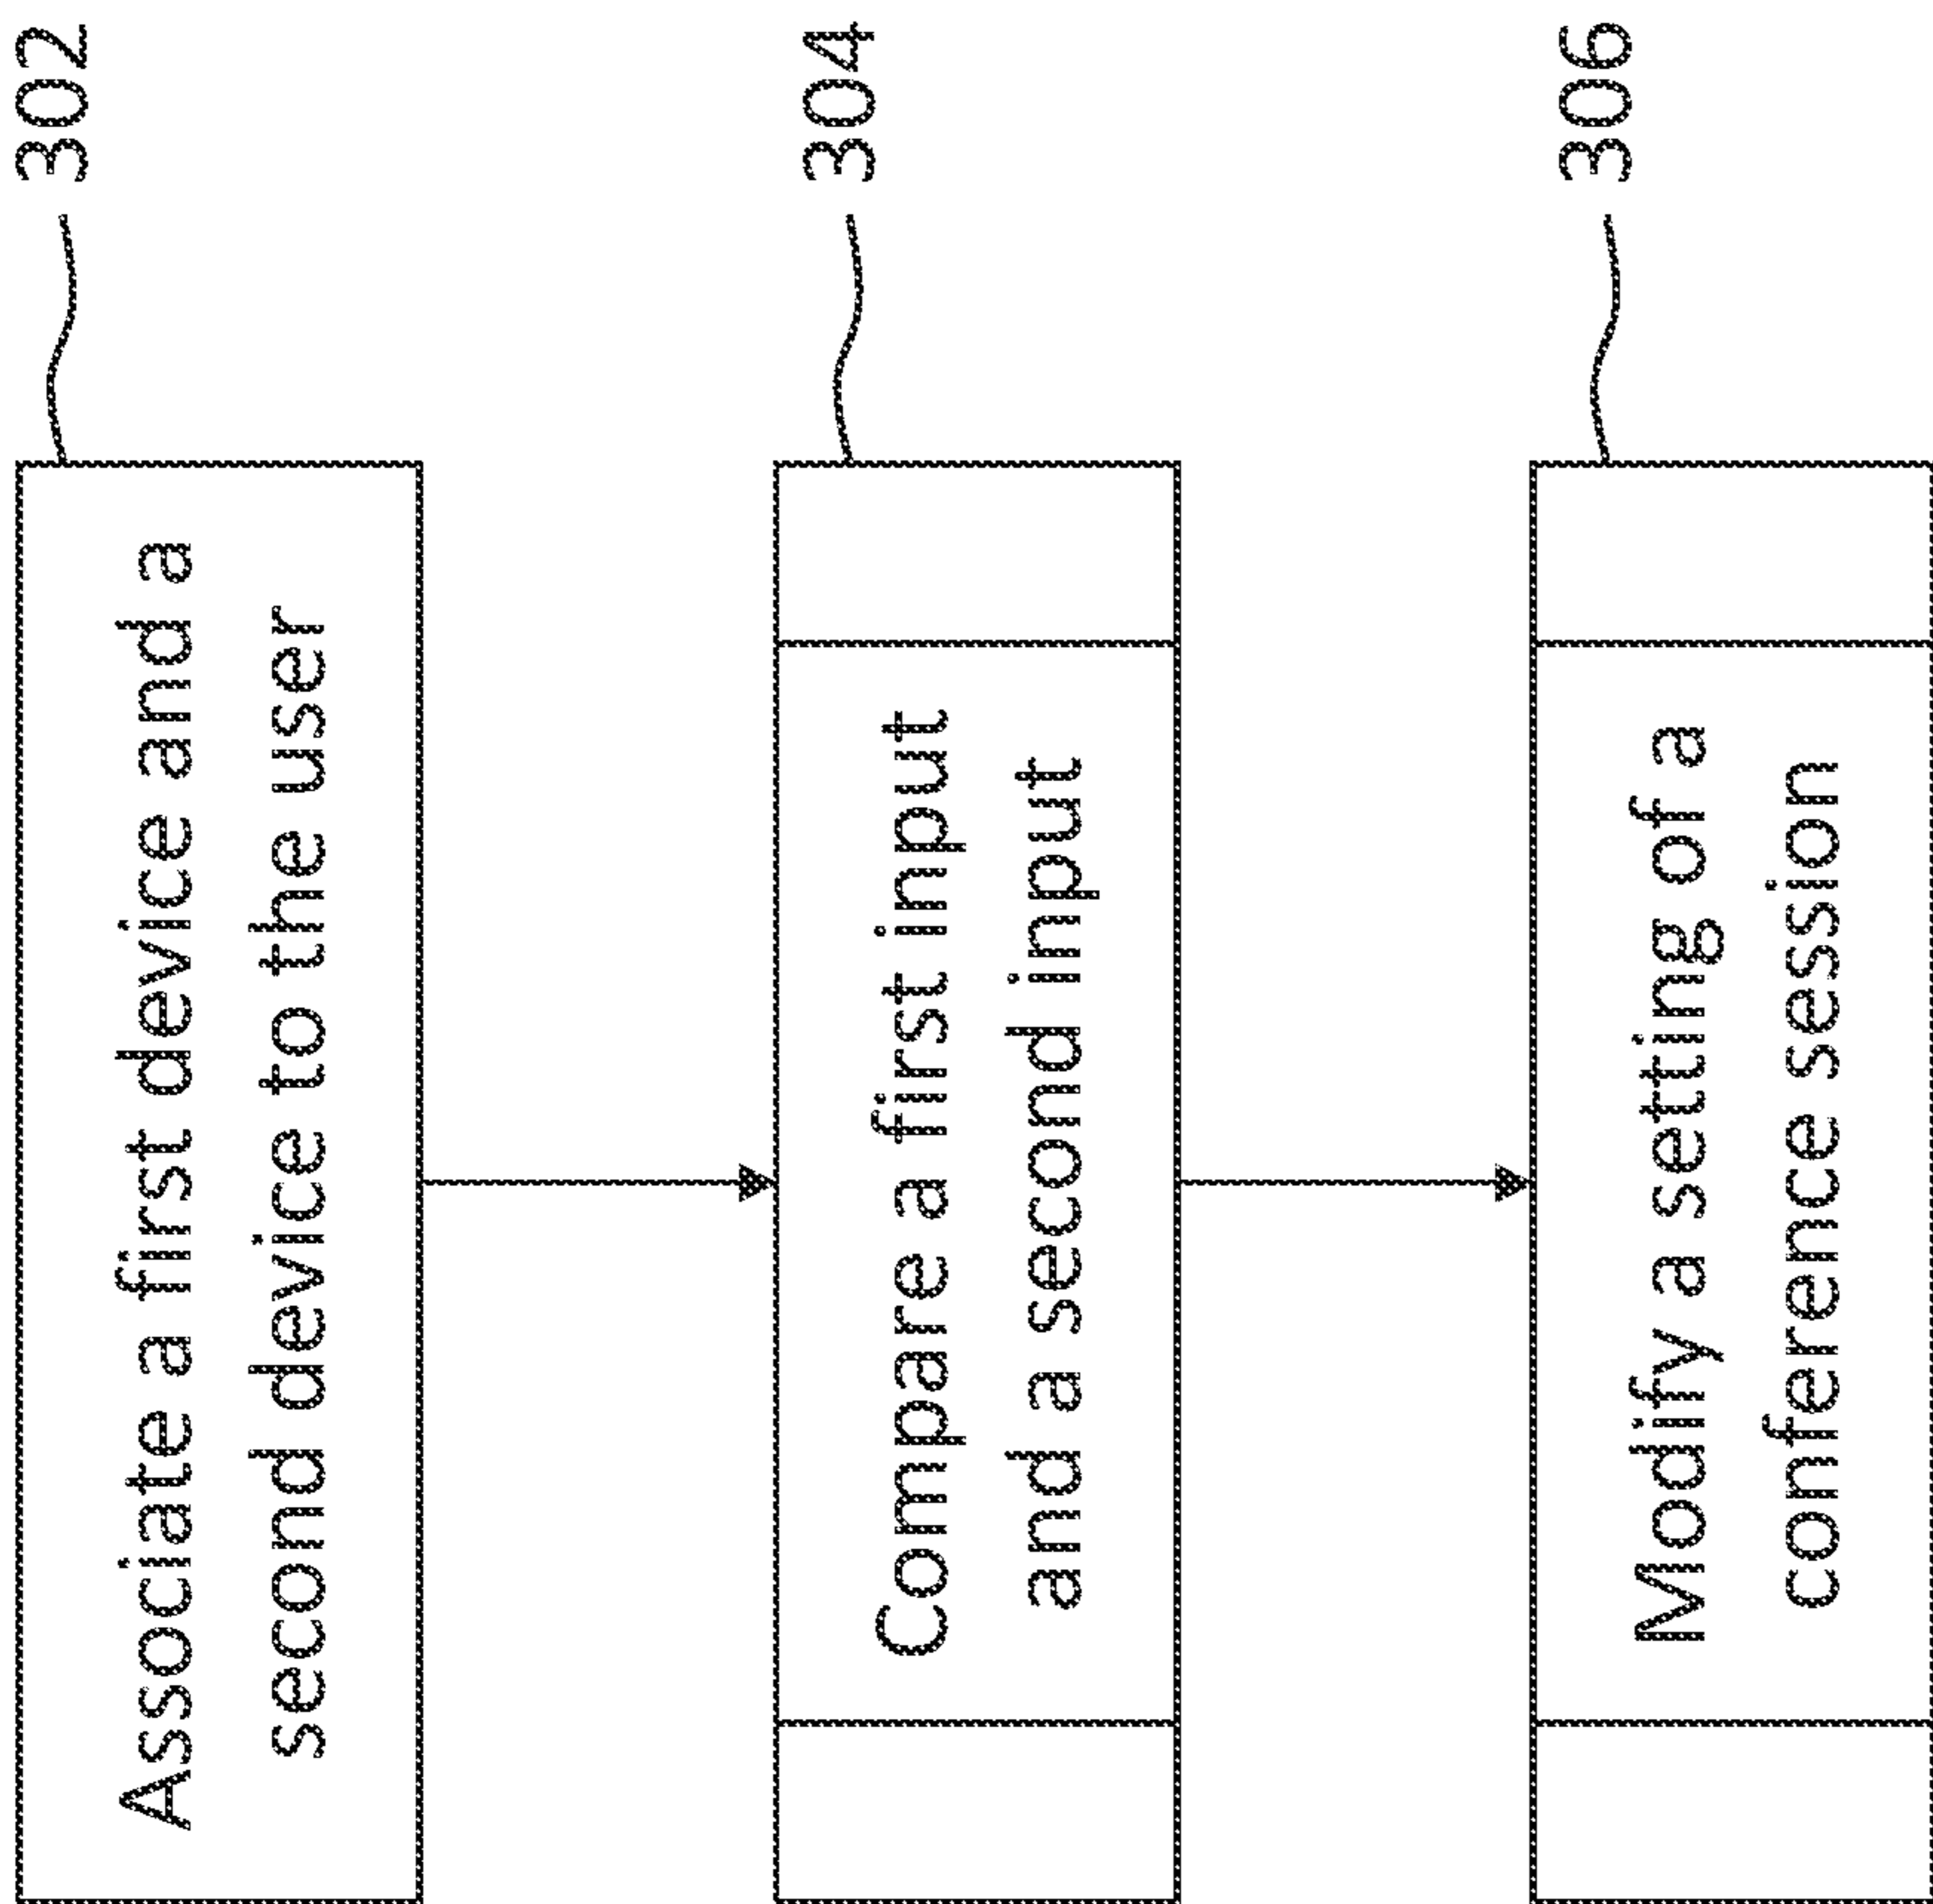 Associate a first device and a
second device to the user
302
Compare a first input
and a second input
304
Modify a setting of a
conference session
306